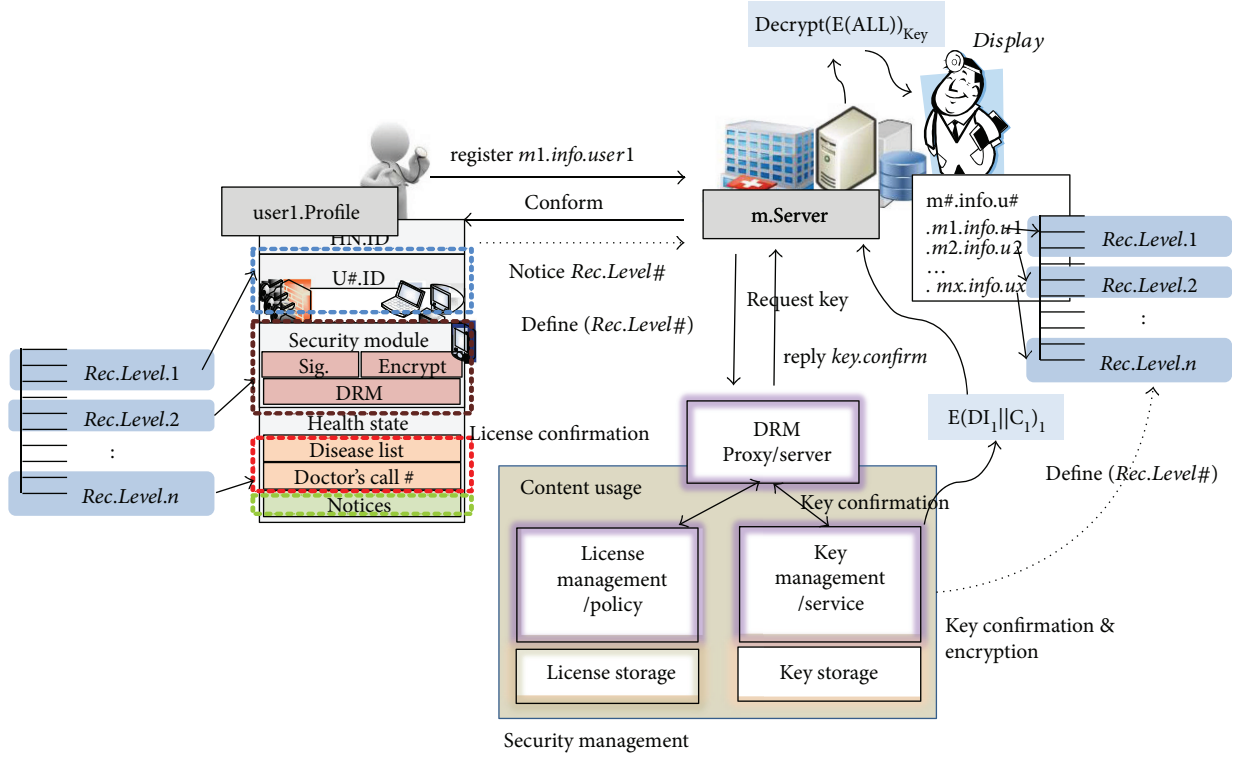 Decrypt(E(ALL))Key
Display
register m1.info.user1
user1.Profile
Conform
m.Server
HN.ID
U#.ID
Notice Rec.Level#
Define (Rec.Level#)
Request key
reply key.confirm
m#.info.u#
.m1.info.u1
.m2.info.u2
...
. mx.info.ux
Rec.Level.1
Rec.Level.2
:
Rec.Level.n
Security module
Sig.
Encrypt
DRM
Health state
Disease list
Doctor's call #
Notices
Rec.Level.1
Rec.Level.2
:
Rec.Level.n
License confirmation
DRM
Proxy/server
E(DI1||C1)1
Define (Rec.Level#)
Content usage
Key confirmation
License
management
/policy
Key
management
/service
License storage
Key storage
Key confirmation &
encryption
Security management